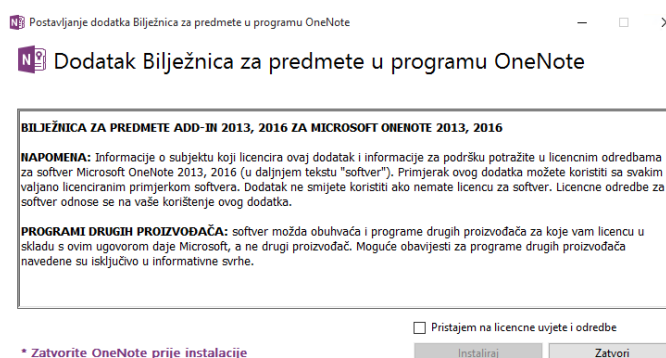 Postavljanje dodatka Bilježnica za predmete u programu OneNote
Dodatak Bilježnica za predmete u programu OneNote
BILJEŽNICA ZA PREDMETE ADD-IN 2013, 2016 ZA MICROSOFT ONENOTE 2013, 2016
NAPOMENA: Informacije o subjektu koji licencira ovaj dodatak i informacije za podršku potražite u licencnim odredbama
za softver Microsoft OneNote 2013, 2016 (u daljnjem tekstu "softver"). Primjerak ovog dodatka možete koristiti sa svakim
valjano licenciranim primjerkom softvera. Dodatak ne smijete koristiti ako nemate licencu za softver. Licencne odredbe za
softver odnose se na vaše korištenje ovog dodatka.
PROGRAMI DRUGIH PROIZVOĐAČA: softver možda obuhvaća i programe drugih proizvođača za koje vam licencu u
skladu s ovim ugovorom daje Microsoft, a ne drugi proizvođač. Moguće obavijesti za programe drugih proizvođača
navedene su isključivo u informativne svrhe.
Pristajem na licencne uvjete i odredbe
* Zatvorite OneNote prije instalacije
Instaliraj
Zatvori